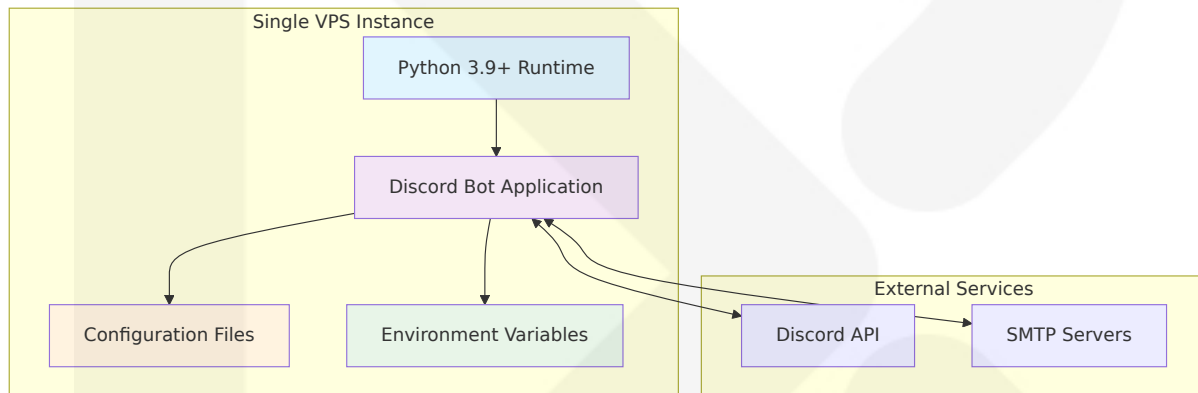 Single VPS Instance
Python 3.9+ Runtime
Discord Bot Application
Configuration Files
Environment Variables
External Services
Discord API
SMTP Servers